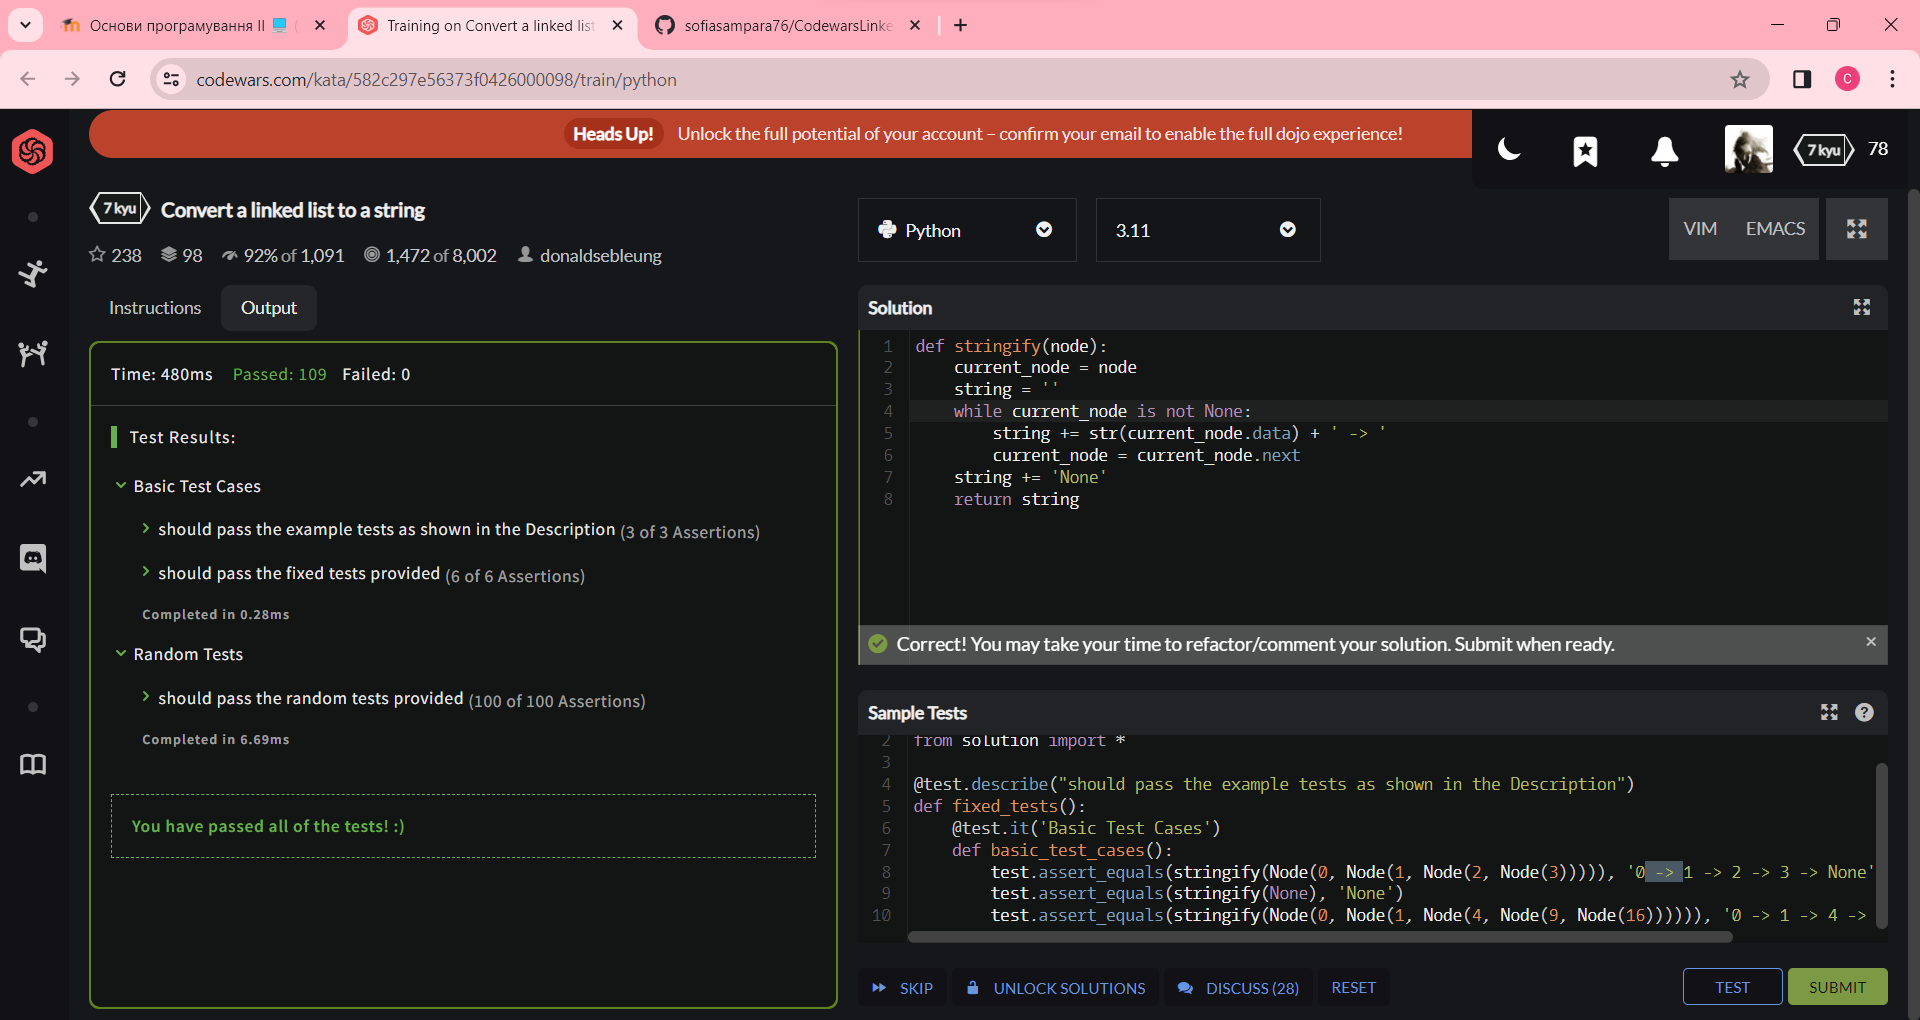 Основи програмування II
Training on Convert a linked list
sofiasampara76/CodewarsLinke
codewars.com/kata/582c297e56373f0426000098/train/python
C
Heads Up! Unlock the full potential of your account – confirm your email to enable the full dojo experience!
7 kyu 78
7 kyu Convert a linked list to a string
238 98 92% of 1,091 1,472 of 8,002 donaldsebleung
Python 3.11 VIM EMACS
Instructions Output
Time: 480ms Passed: 109 Failed: 0
Test Results:
Basic Test Cases
should pass the example tests as shown in the Description (3 of 3 Assertions)
should pass the fixed tests provided (6 of 6 Assertions)
Completed in 0.28ms
Random Tests
should pass the random tests provided (100 of 100 Assertions)
Completed in 6.69ms
You have passed all of the tests! :)
Solution
1 def stringify(node):
2 current_node = node
3 string = ''
4 while current_node is not None:
5 string += str(current_node.data) + ' -> '
6 current_node = current_node.next
7 string += 'None'
8 return string
Correct! You may take your time to refactor/comment your solution. Submit when ready.
Sample Tests
2 from solution import *
3
4 @test.describe("should pass the example tests as shown in the Description")
5 def fixed_tests():
6 @test.it('Basic Test Cases')
7 def basic_test_cases():
8 test.assert_equals(stringify(Node(0, Node(1, Node(2, Node(3))))), '0 -> 1 -> 2 -> 3 -> None'
9 test.assert_equals(stringify(None), 'None')
10 test.assert_equals(stringify(Node(0, Node(1, Node(4, Node(9, Node(16)))))), '0 -> 1 -> 4 ->
SKIP UNLOCK SOLUTIONS DISCUSS (28) RESET TEST SUBMIT